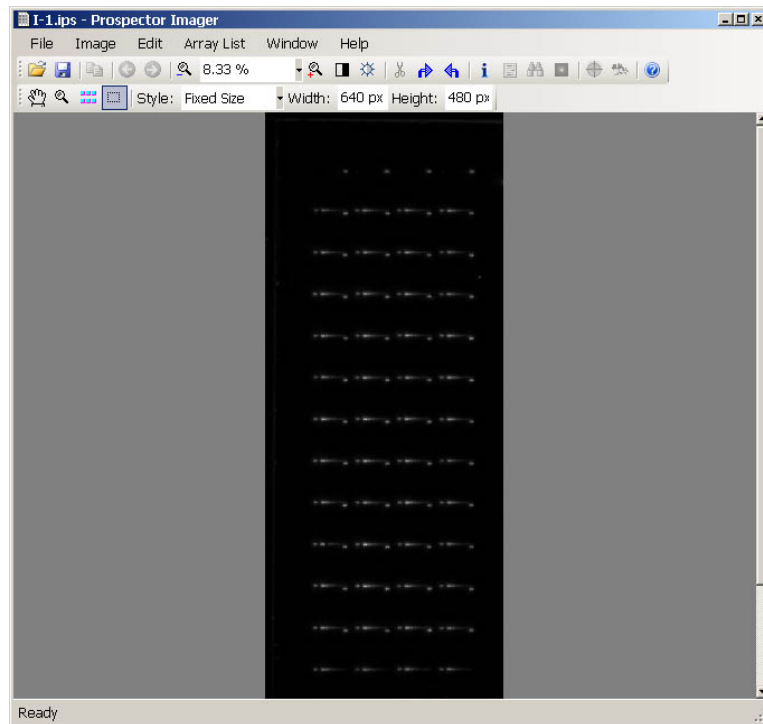 I-1.ips - Prospector Imager
File Image Edit Array List Window Help
8.33 %
Style: Fixed Size Width: 640 px Height: 480 px
Ready